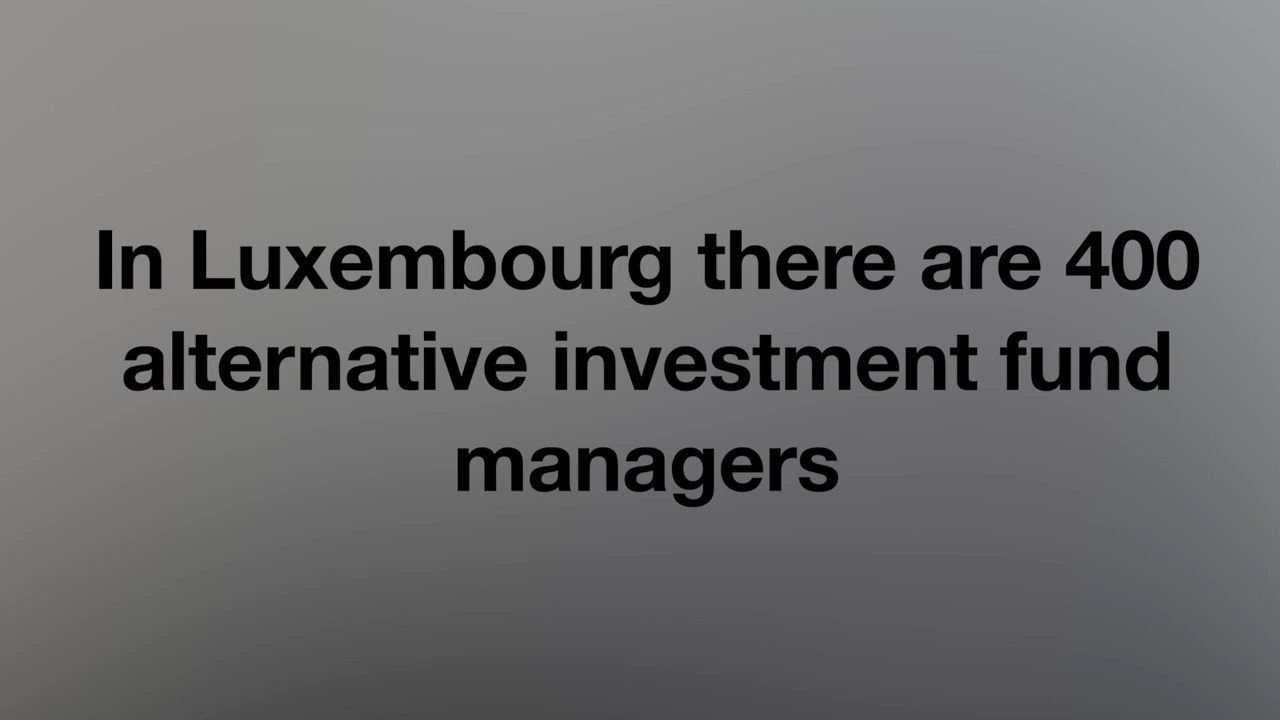 In Luxembourg there are 400
alternative investment fund
managers